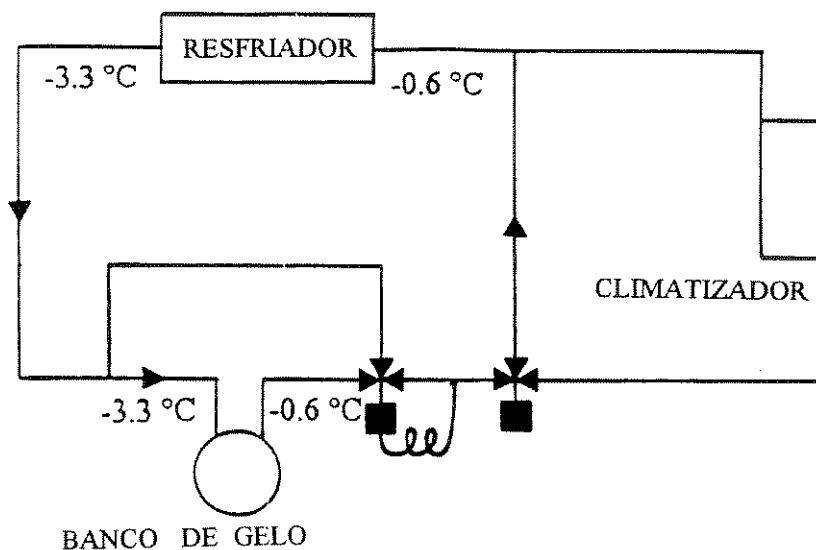 RESFRIADOR
-3.3 °C
-0.6 °C
CLIMATIZADOR
-3.3 °C
-0.6 °C
BANCO DE GELO